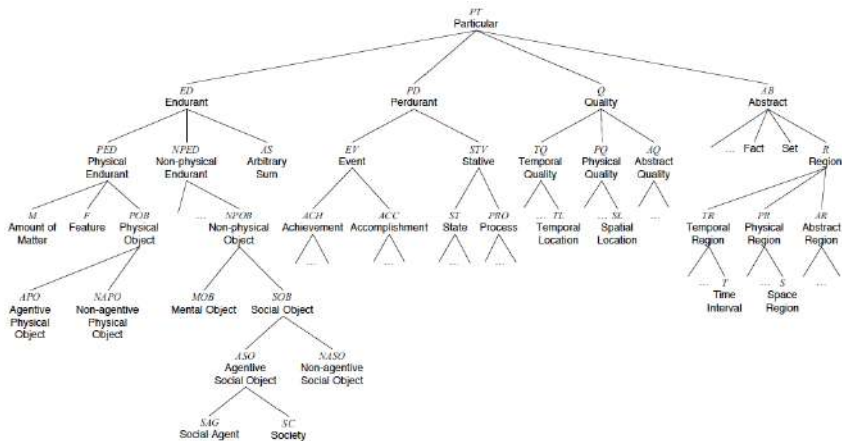 PT
Particular
ED PD Q AB
Endurant Perdurant Quality Abstract
PED NPED AS EV STV TQ PQ AQ ... Fact Set R
Physical Non-physical Arbitrary Event Stative Temporal Physical Abstract Region
Endurant Endurant Sum Quality Quality Quality
M F POB ... NPOB ACH ACC ST PRO ... TL ... SL ... TR PR AR
Amount of Feature Physical Non-physical Achievement Accomplishment State Process Temporal Spatial Temporal Physical Abstract
Matter Object Object Location Location Region Region Region
... ... ... ...
APO NAPO MOB SOB ... T ... S ...
Agentive Non-agentive Mental Object Social Object Time Space
Physical Physical Interval Region
Object Object
ASO NASO
Agentive Non-agentive
Social Object Social Object
SAG SC
Social Agent Society